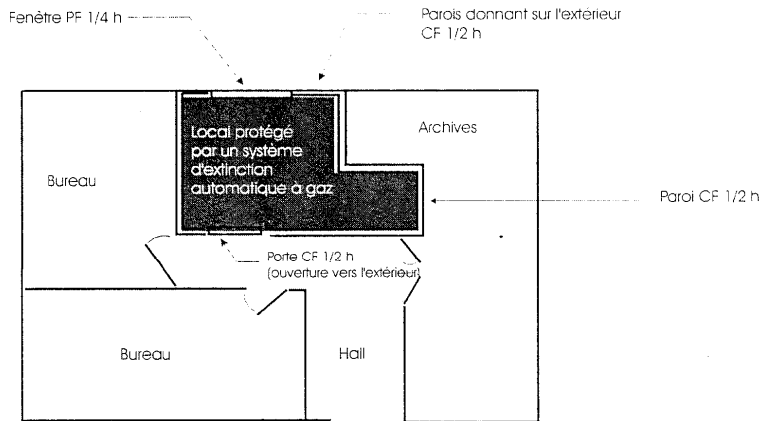 Fenêtre PF 1/4 h
Parois donnant sur l'extérieur
CF 1/2 h
Local protégé
par un système
d'extinction
automatique à gaz
Archives
Bureau
Paroi CF 1/2 h
Porte CF 1/2 h
(ouverture vers l'extérieur)
Bureau
Hall